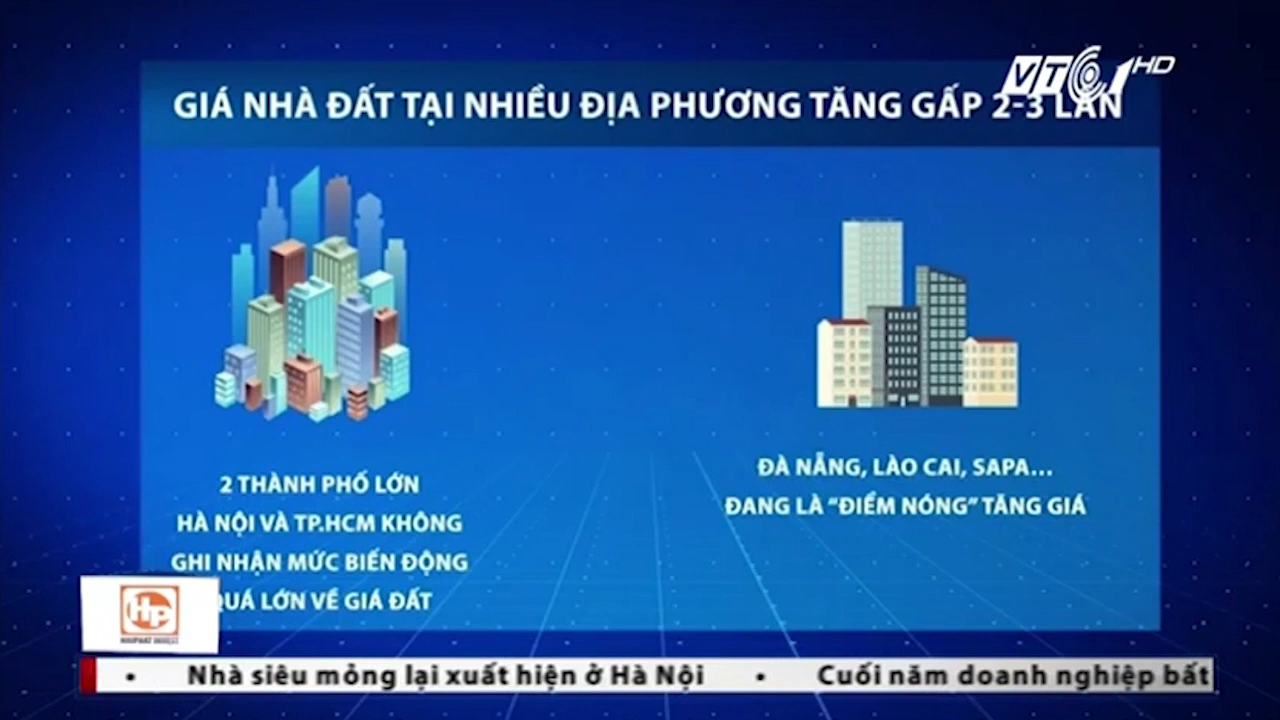 VTC1 HD
GIÁ NHÀ ĐẤT TẠI NHIỀU ĐỊA PHƯƠNG TĂNG GẤP 2-3 LẦN
2 THÀNH PHỐ LỚN
HÀ NỘI VÀ TP.HCM KHÔNG
GHI NHẬN MỨC BIẾN ĐỘNG
QUÁ LỚN VỀ GIÁ ĐẤT
ĐÀ NẴNG, LÀO CAI, SAPA...
ĐANG LÀ “ĐIỂM NÓNG” TĂNG GIÁ
HP
• Nhà siêu mỏng lại xuất hiện ở Hà Nội • Cuối năm doanh nghiệp bất